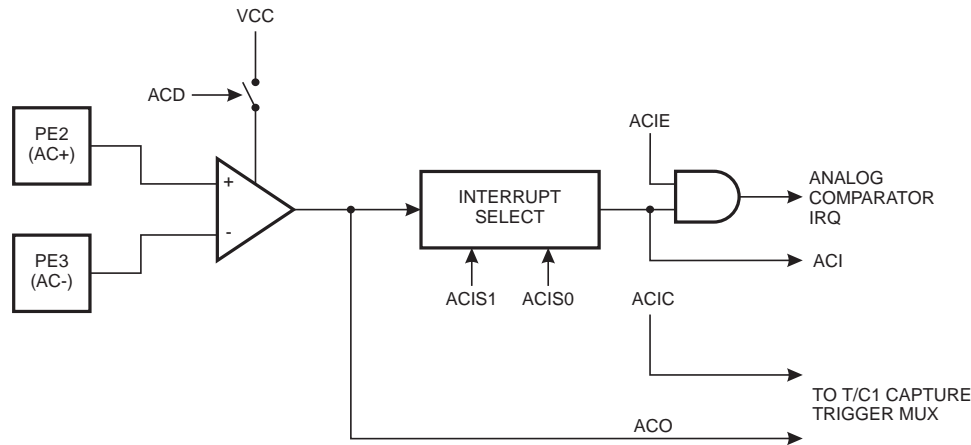 VCC
ACD
PE2
(AC+)
ACIE
+
INTERRUPT
SELECT
ANALOG
COMPARATOR
IRQ
-
PE3
(AC-)
ACI
ACIS1 ACIS0
ACIC
TO T/C1 CAPTURE
TRIGGER MUX
ACO